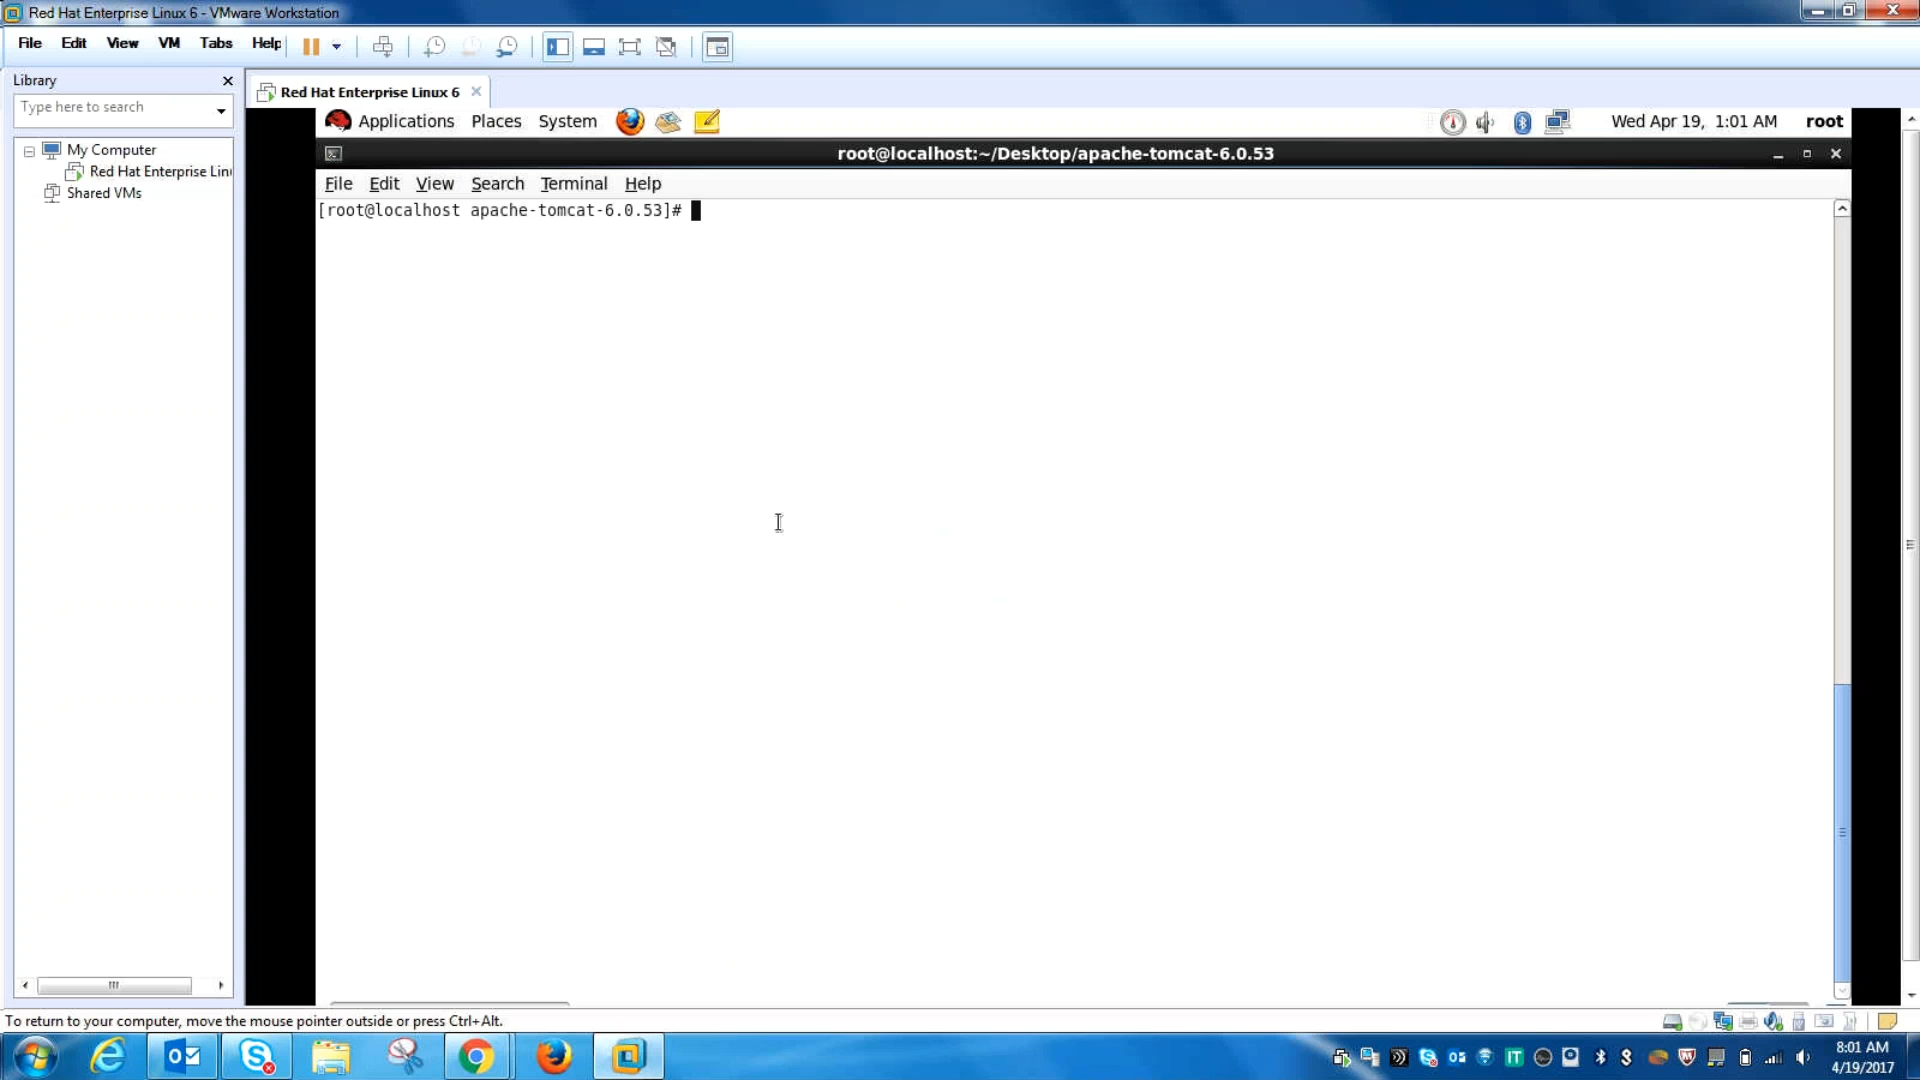 Red Hat Enterprise Linux 6 - VMware Workstation
File Edit View VM Tabs Help
Library
Type here to search
My Computer
Red Hat Enterprise Lin
Shared VMs
Red Hat Enterprise Linux 6
Applications Places System
Wed Apr 19, 1:01 AM root
root@localhost:~/Desktop/apache-tomcat-6.0.53
File Edit View Search Terminal Help
[root@localhost apache-tomcat-6.0.53]#
To return to your computer, move the mouse pointer outside or press Ctrl+Alt.
IT
8:01 AM
4/19/2017